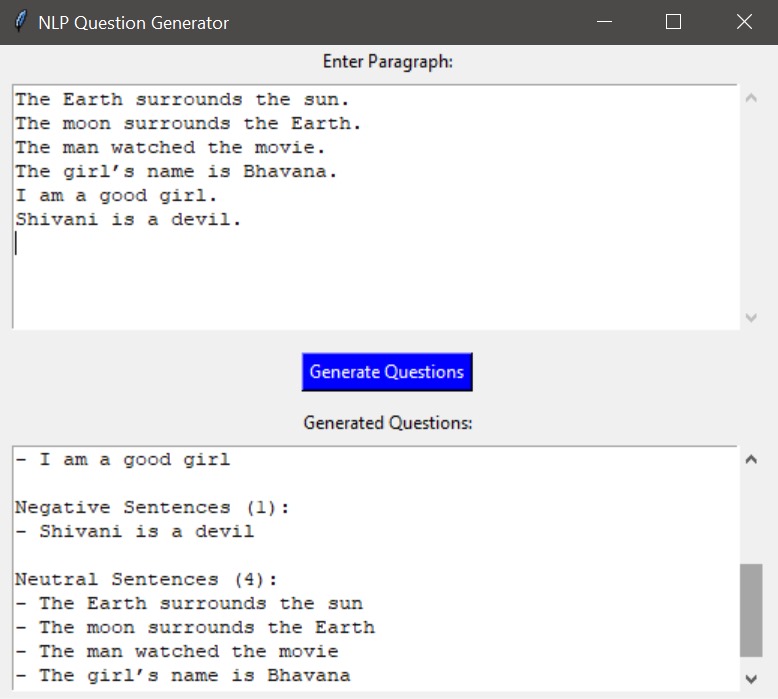 NLP Question Generator
Enter Paragraph:
The Earth surrounds the sun.
The moon surrounds the Earth.
The man watched the movie.
The girl’s name is Bhavana.
I am a good girl.
Shivani is a devil.
Generate Questions
Generated Questions:
- I am a good girl
Negative Sentences (1):
- Shivani is a devil
Neutral Sentences (4):
- The Earth surrounds the sun
- The moon surrounds the Earth
- The man watched the movie
- The girl’s name is Bhavana